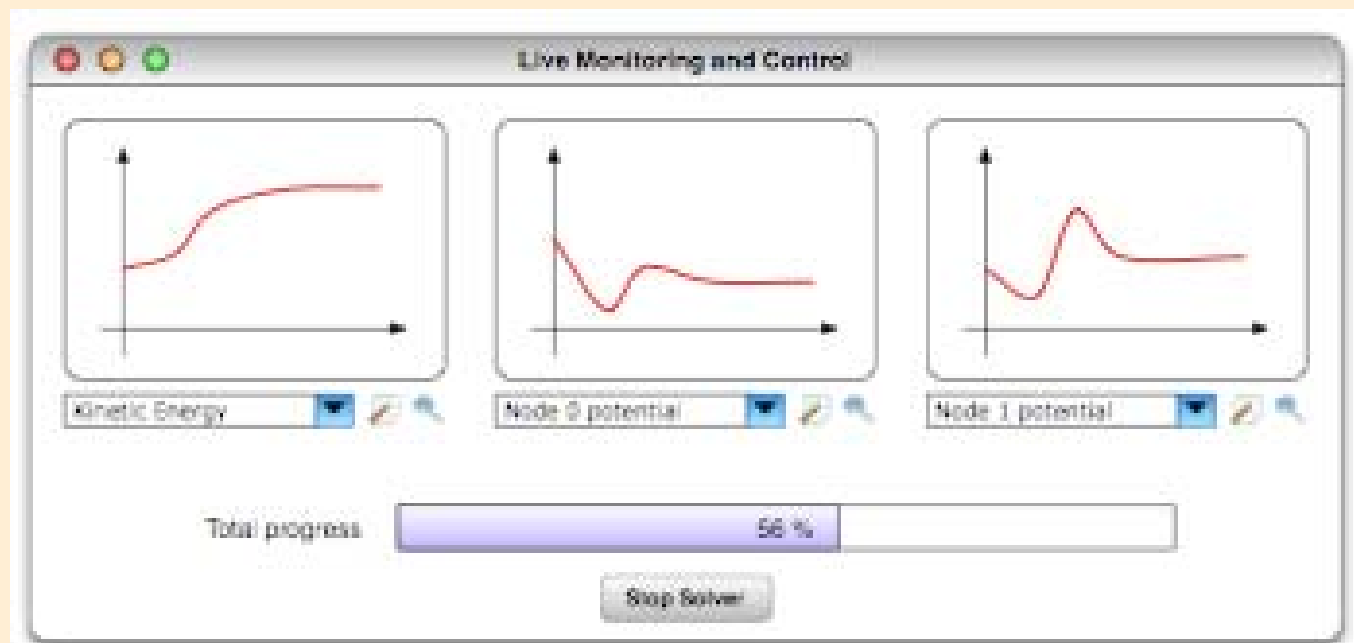 Live Monitoring and Control
Kinetic Energy
Node 0 potential
Node 1 potential
Total progress
56 %
Stop Solver